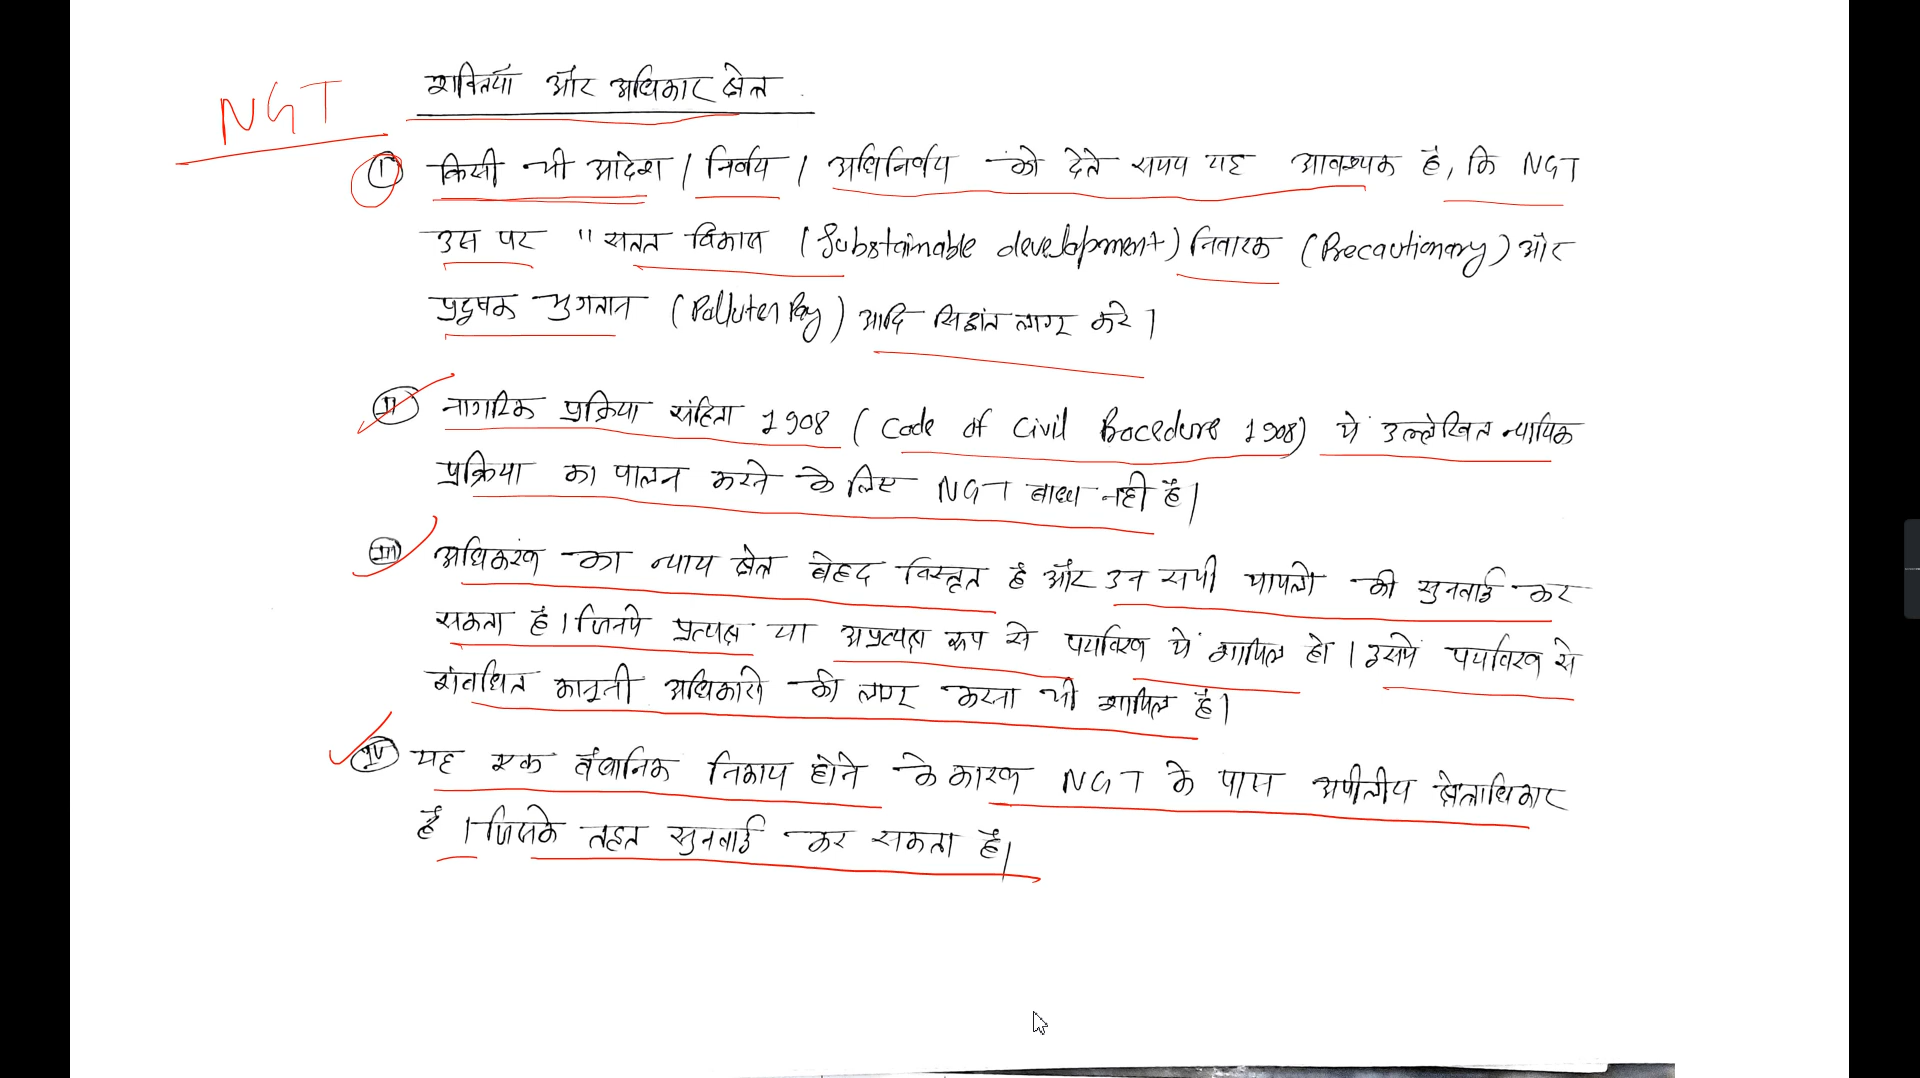 NGT
शक्तियाँ और अधिकार क्षेत्र
I किसी भी आदेश / निर्णय / अधिनिर्णय को देते समय यह आवश्यक है, कि NGT
उस पर "सतत विकास (Substainable development) निवारक (Precautionary) और
प्रदूषक भुगतान (Polluter Pay) आदि सिद्धांत लागू करे।
II नागरिक प्रक्रिया संहिता 1908 ( Code of Civil Procedure 1908) में उल्लेखित न्यायिक
प्रक्रिया का पालन करने के लिए NGT बाध्य नहीं है।
III अधिकरण का न्याय क्षेत्र बेहद विस्तृत है और उन सभी मामलो की सुनवाई कर
सकता है। जिनमे प्रत्यक्ष या अप्रत्यक्ष रूप से पर्यावरण में शामिल हो। इसमें पर्यावरण से
संबधित कानूनी अधिकारो की लागू करना भी शामिल है।
IV यह एक वैधानिक निकाय होने के कारण NGT के पास अपीलीय क्षेत्राधिकार
है। जिसके तहत सुनवाई कर सकता है।